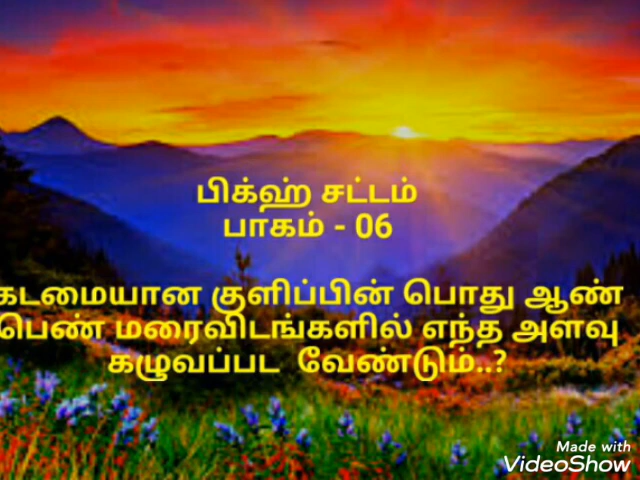 பிக்ஹ் சட்டம்
பாகம் - 06
கடமையான குளிப்பின் பொது ஆண்
பெண் மரைவிடங்களில் எந்த அளவு
கழுவப்பட வேண்டும்..?
Made with
VideoShow